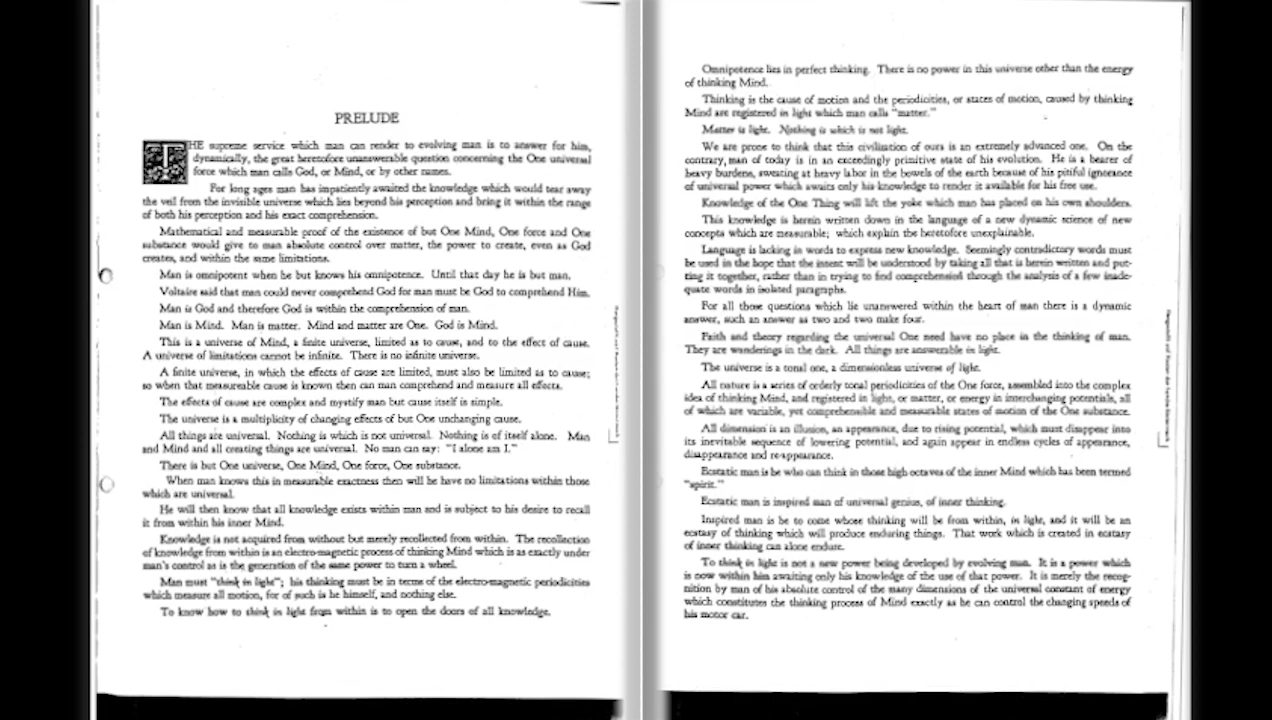 PRELUDE
THE supreme service which man can render to evolving man is to answer for him,
dynamically, the great heretofore unanswerable question concerning the One universal
force which man calls God, or Mind, or by other names.
For long ages man has impatiently awaited the knowledge which would tear away
the veil from the invisible universe which lies beyond his perception and bring it within the range
of both his perception and his exact comprehension.
Mathematical and measurable proof of the existence of but One Mind, One force and One
substance would give to man absolute control over matter, the power to create, even as God
creates, and within the same limitations.
Man is omnipotent when he but knows his omnipotence. Until that day he is but man.
Voltaire said that man could never comprehend God for man must be God to comprehend Him.
Man is God and therefore God is within the comprehension of man.
Man is Mind. Man is matter. Mind and matter are One. God is Mind.
This is a universe of Mind, a finite universe, limited as to cause, and to the effect of cause.
A universe of limitations cannot be infinite. There is no infinite universe.
A finite universe, in which the effects of cause are limited, must also be limited as to cause;
so when that measureable cause is known then can man comprehend and measure all effects.
The effects of cause are complex and mystify man but cause itself is simple.
The universe is a multiplicity of changing effects of but One unchanging cause.
All things are universal. Nothing is which is not universal. Nothing is of itself alone. Man
and Mind and all creating things are universal. No man can say: "I alone am I."
There is but One universe, One Mind, One force, One substance.
When man knows this in measurable exactness then will he have no limitations within those
which are universal.
He will then know that all knowledge exists within man and is subject to his desire to recall
it from within his inner Mind.
Knowledge is not acquired from without but merely recollected from within. The recollection
of knowledge from within is an electro-magnetic process of thinking Mind which is as exactly under
man's control as is the generation of the same power to turn a wheel.
Man must "think in light"; his thinking must be in terms of the electro-magnetic periodicities
which measure all motion, for of such is he himself, and nothing else.
To know how to think in light from within is to open the doors of all knowledge.
Omnipotence lies in perfect thinking. There is no power in this universe other than the energy
of thinking Mind.
Thinking is the cause of motion and the periodicities, or states of motion, caused by thinking
Mind are registered in light which man calls "matter."
Matter is light. Nothing is which is not light.
We are prone to think that this civilization of ours is an extremely advanced one. On the
contrary, man of today is in an exceedingly primitive state of his evolution. He is a bearer of
heavy burdens, sweating at heavy labor in the bowels of the earth because of his pitiful ignorance
of universal power which awaits only his knowledge to render it available for his free use.
Knowledge of the One Thing will lift the yoke which man has placed on his own shoulders.
This knowledge is herein written down in the language of a new dynamic science of new
concepts which are measurable; which explain the heretofore unexplainable.
Language is lacking in words to express new knowledge. Seemingly contradictory words must
be used in the hope that the intent will be understood by taking all that is herein written and put-
ting it together, rather than in trying to find comprehension through the analysis of a few inade-
quate words in isolated paragraphs.
For all those questions which lie unanswered within the heart of man there is a dynamic
answer, such an answer as two and two make four.
Faith and theory regarding the universal One need have no place in the thinking of man.
They are wanderings in the dark. All things are answerable in light.
The universe is a tonal one, a dimensionless universe of light.
All nature is a series of orderly tonal periodicities of the One force, assembled into the complex
idea of thinking Mind, and registered in light, or matter, or energy in interchanging potentials, all
of which are variable, yet comprehensible and measurable states of motion of the One substance.
All dimension is an illusion, an appearance, due to rising potential, which must disappear into
its inevitable sequence of lowering potential, and again appear in endless cycles of appearance,
disappearance and re-appearance.
Ecstatic man is he who can think in those high octaves of the inner Mind which has been termed
"spirit."
Ecstatic man is inspired man of universal genius, of inner thinking.
Inspired man is he to come whose thinking will be from within, in light, and it will be an
ecstasy of thinking which will produce enduring things. That work which is created in ecstasy
of inner thinking can alone endure.
To think in light is not a new power being developed by evolving man. It is a power which
is now within him awaiting only his knowledge of the use of that power. It is merely the recog-
nition by man of his absolute control of the many dimensions of the universal constant of energy
which constitutes the thinking process of Mind exactly as he can control the changing speeds of
his motor car.